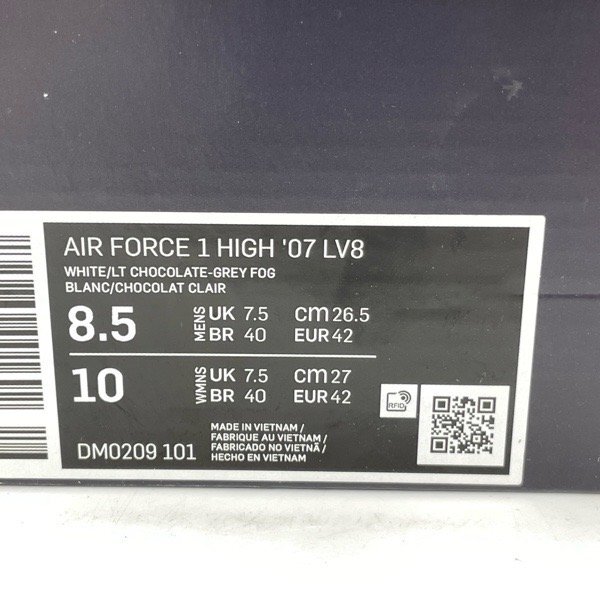 AIR FORCE 1 HIGH '07 LV8
WHITE/LT CHOCOLATE-GREY FOG
BLANC/CHOCOLAT CLAIR
8.5 MENS UK 7.5 CM 26.5
BR 40 EUR 42
10 WMNS UK 7.5 CM 27
BR 40 EUR 42
RFID
DM0209 101
MADE IN VIETNAM /
FABRIQUE AU VIETNAM /
FABRICADO NO VIETNÃ /
HECHO EN VIETNAM